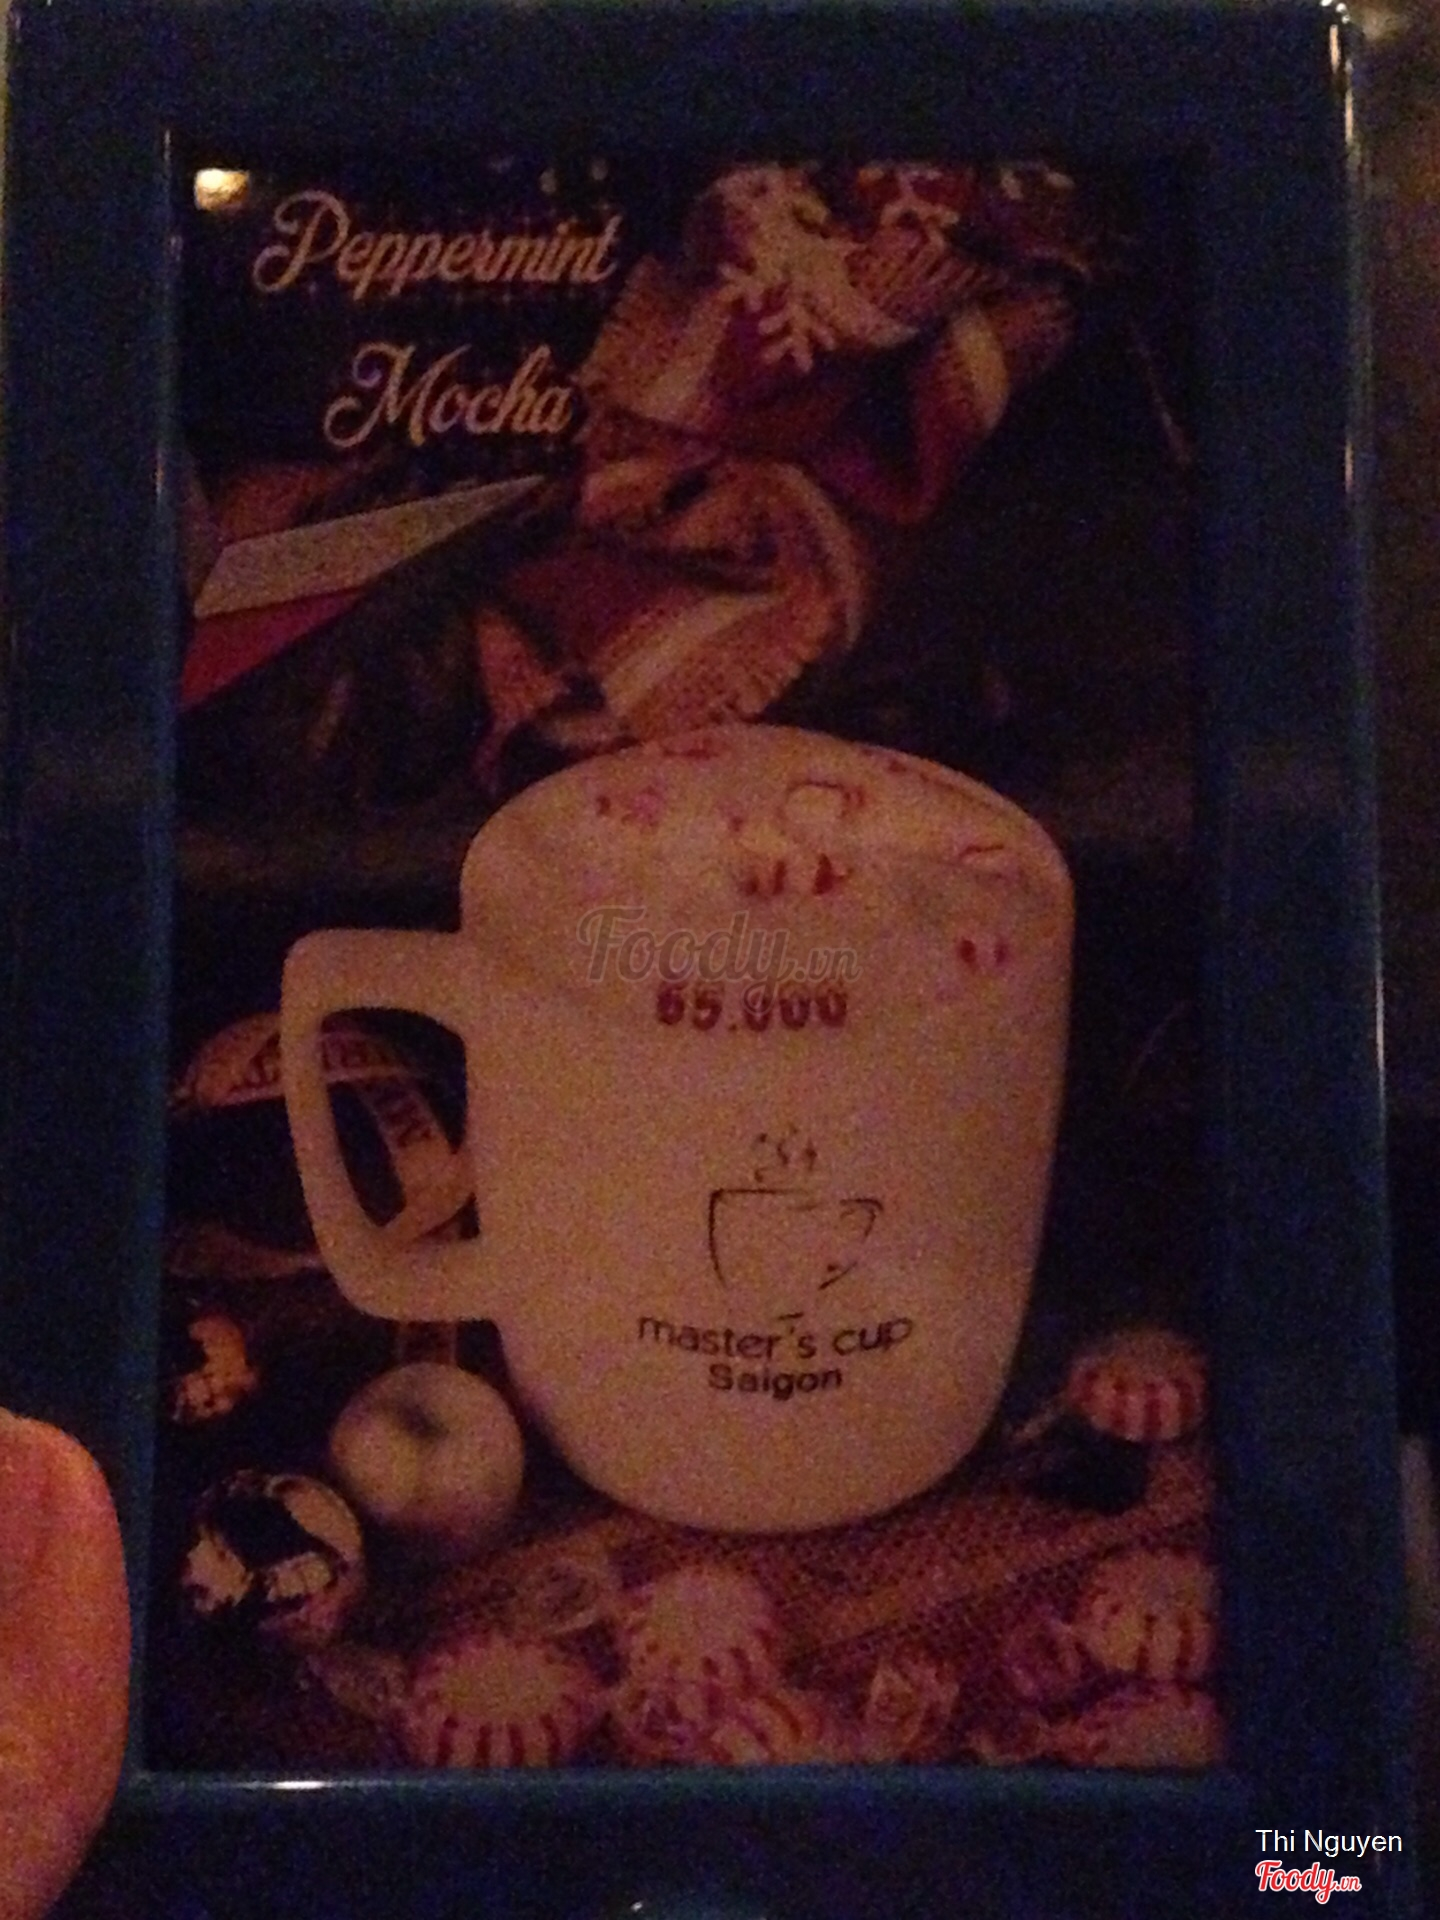 Peppermint
Mocha
Foody.vn
65.000
master's cup
Saigon
Thi Nguyen
Foody.vn